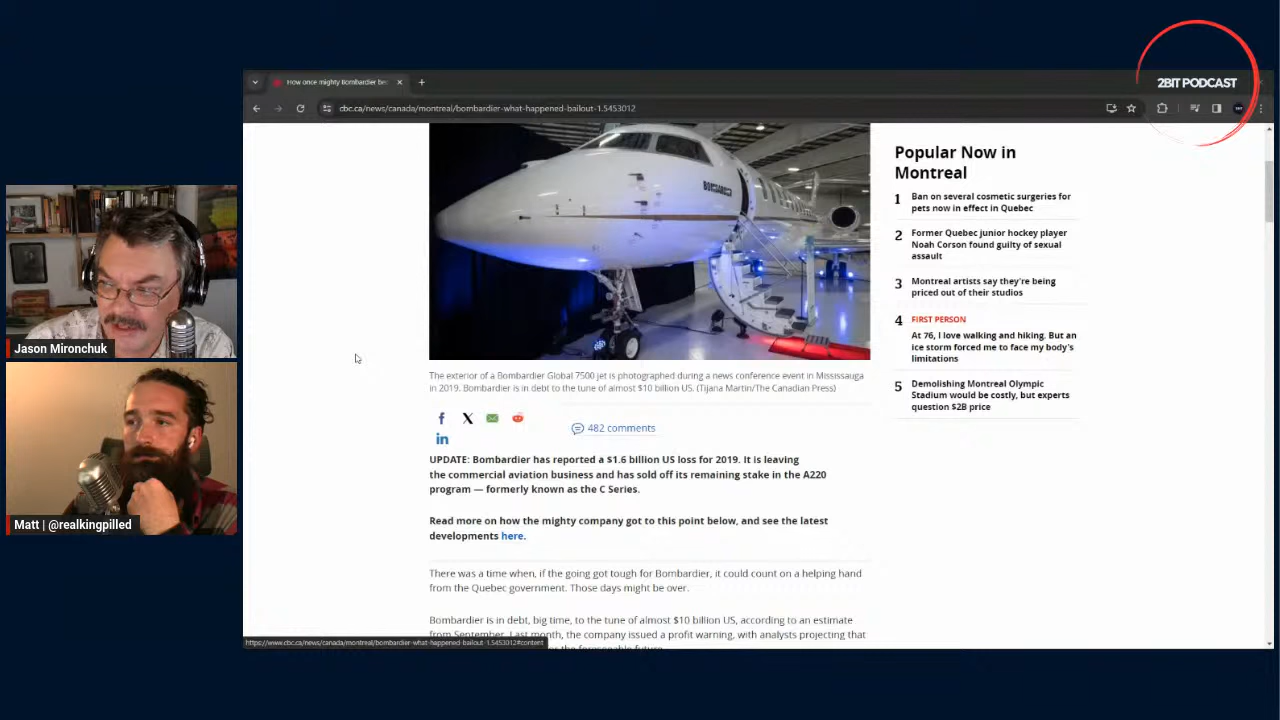 2BIT PODCAST
How once mighty Bombardier be
cbc.ca/news/canada/montreal/bombardier-what-happened-bailout-1.5453012
BOMBARDIER
Popular Now in
Montreal
1 Ban on several cosmetic surgeries for
pets now in effect in Quebec
2 Former Quebec junior hockey player
Noah Corson found guilty of sexual
assault
3 Montreal artists say they're being
priced out of their studios
4 FIRST PERSON
At 76, I love walking and hiking. But an
ice storm forced me to face my body's
limitations
5 Demolishing Montreal Olympic
Stadium would be costly, but experts
question $2B price
Jason Mironchuk
Matt | @realkingpilled
The exterior of a Bombardier Global 7500 jet is photographed during a news conference event in Mississauga
in 2019. Bombardier is in debt to the tune of almost $10 billion US. (Tijana Martin/The Canadian Press)
482 comments
UPDATE: Bombardier has reported a $1.6 billion US loss for 2019. It is leaving
the commercial aviation business and has sold off its remaining stake in the A220
program — formerly known as the C Series.
Read more on how the mighty company got to this point below, and see the latest
developments here.
There was a time when, if the going got tough for Bombardier, it could count on a helping hand
from the Quebec government. Those days might be over.
Bombardier is in debt, big time, to the tune of almost $10 billion US, according to an estimate
from September. Last month, the company issued a profit warning, with analysts projecting that
the foreseeable future.
https://www.cbc.ca/news/canada/montreal/bombardier-what-happened-bailout-1.5453012#content